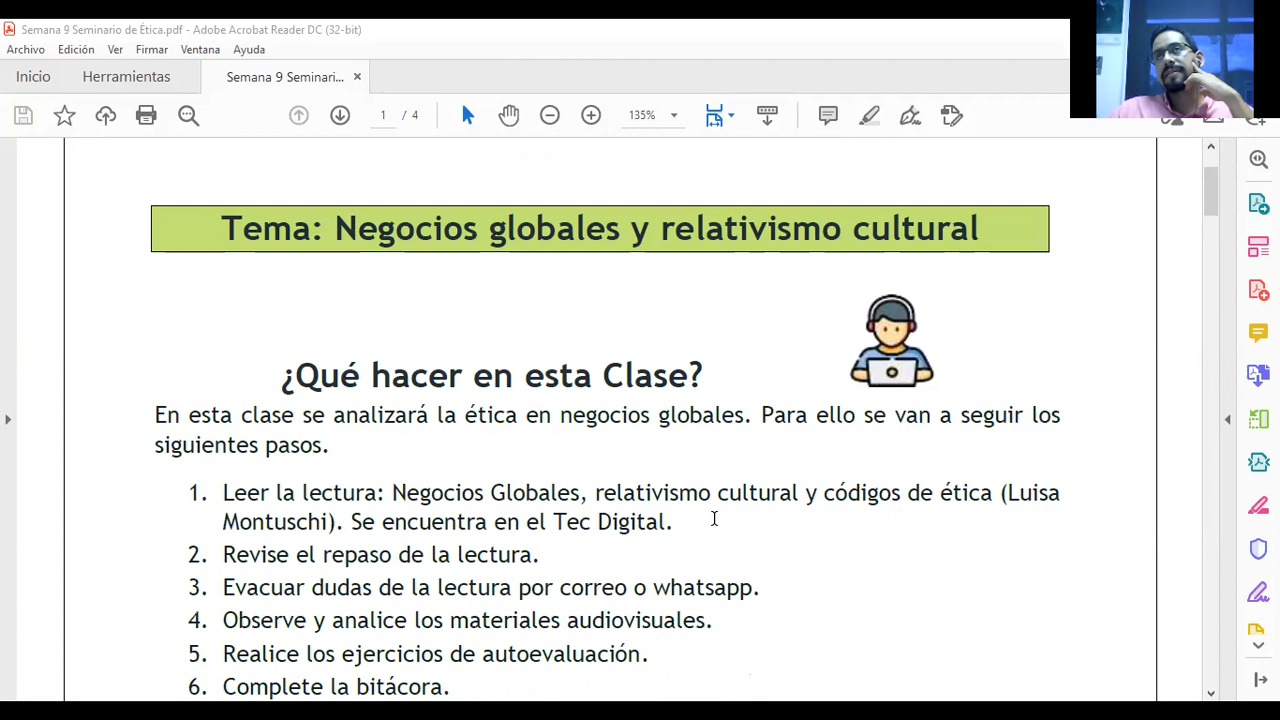 Semana 9 Seminario de Ética.pdf - Adobe Acrobat Reader DC (32-bit)
Archivo Edición Ver Firmar Ventana Ayuda
Inicio Herramientas Semana 9 Seminari... ×
1 / 4 135%
Tema: Negocios globales y relativismo cultural
¿Qué hacer en esta Clase?
En esta clase se analizará la ética en negocios globales. Para ello se van a seguir los
siguientes pasos.
1. Leer la lectura: Negocios Globales, relativismo cultural y códigos de ética (Luisa
Montuschi). Se encuentra en el Tec Digital.
2. Revise el repaso de la lectura.
3. Evacuar dudas de la lectura por correo o whatsapp.
4. Observe y analice los materiales audiovisuales.
5. Realice los ejercicios de autoevaluación.
6. Complete la bitácora.